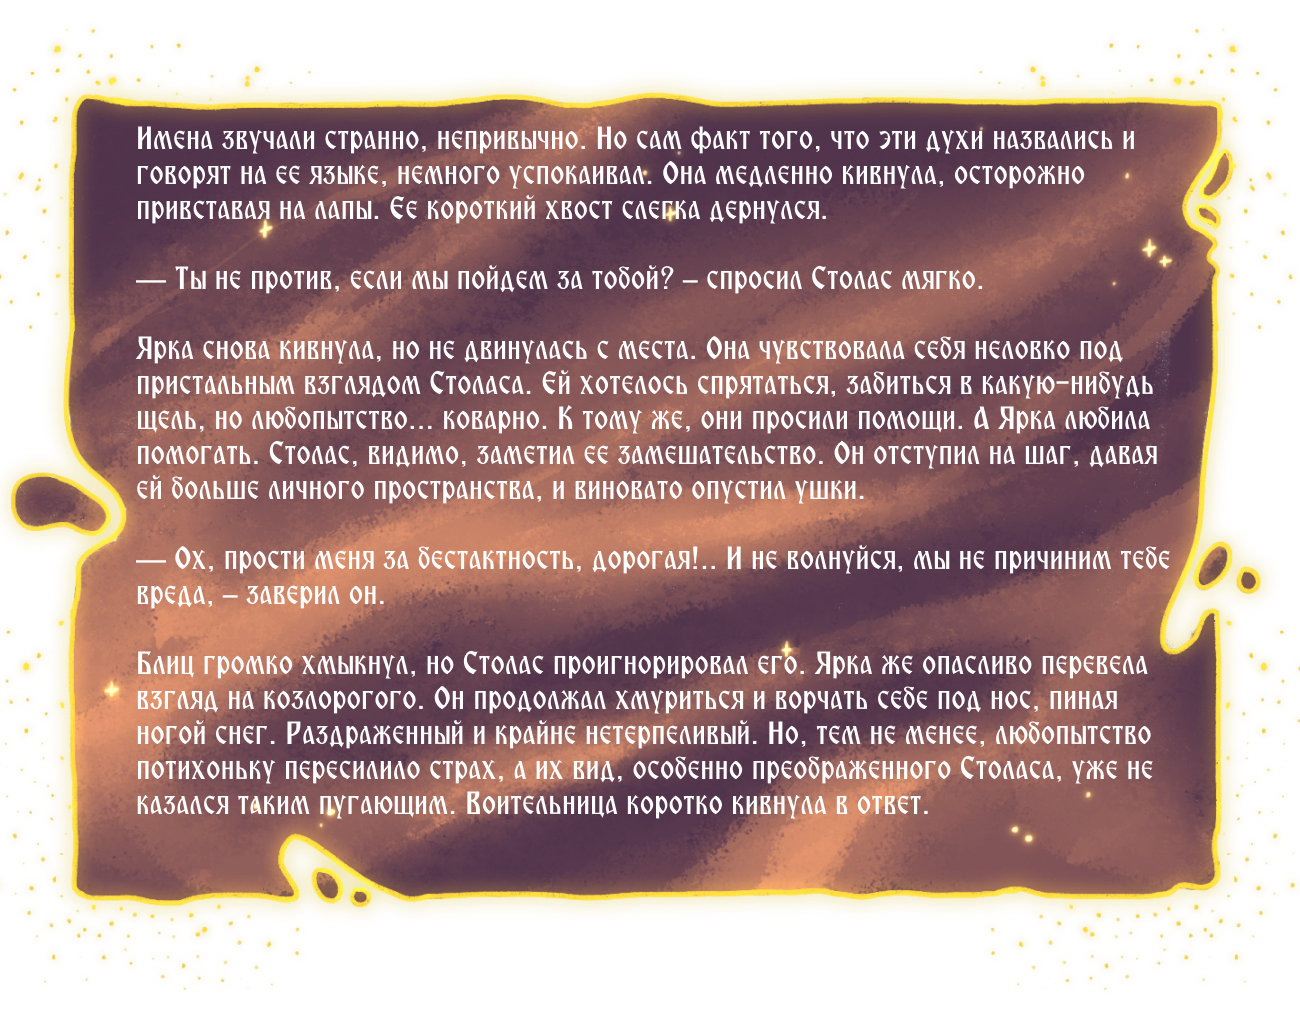 Имена звучали странно, непривычно. Но сам факт того, что эти духи назвались и
говорят на ее языке, немного успокаивал. Она медленно кивнула, осторожно
привставая на лапы. Ее короткий хвост слегка дернулся.
— Ты не против, если мы пойдем за тобой? – спросил Столас мягко.
Ярка снова кивнула, но не двинулась с места. Она чувствовала себя неловко под
пристальным взглядом Столаса. Ей хотелось спрятаться, забиться в какую-нибудь
щель, но любопытство... коварно. К тому же, они просили помощи. А Ярка любила
помогать. Столас, видимо, заметил ее замешательство. Он отступил на шаг, давая
ей больше личного пространства, и виновато опустил ушки.
— Ох, прости меня за бестактность, дорогая!.. И не волнуйся, мы не причиним тебе
вреда, – заверил он.
Блиц громко хмыкнул, но Столас проигнорировал его. Ярка же опасливо перевела
взгляд на козлорогого. Он продолжал хмуриться и ворчать себе под нос, пиная
ногой снег. Раздраженный и крайне нетерпеливый. Но, тем не менее, любопытство
потихоньку пересилило страх, а их вид, особенно преображенного Столаса, уже не
казался таким пугающим. Воительница коротко кивнула в ответ.